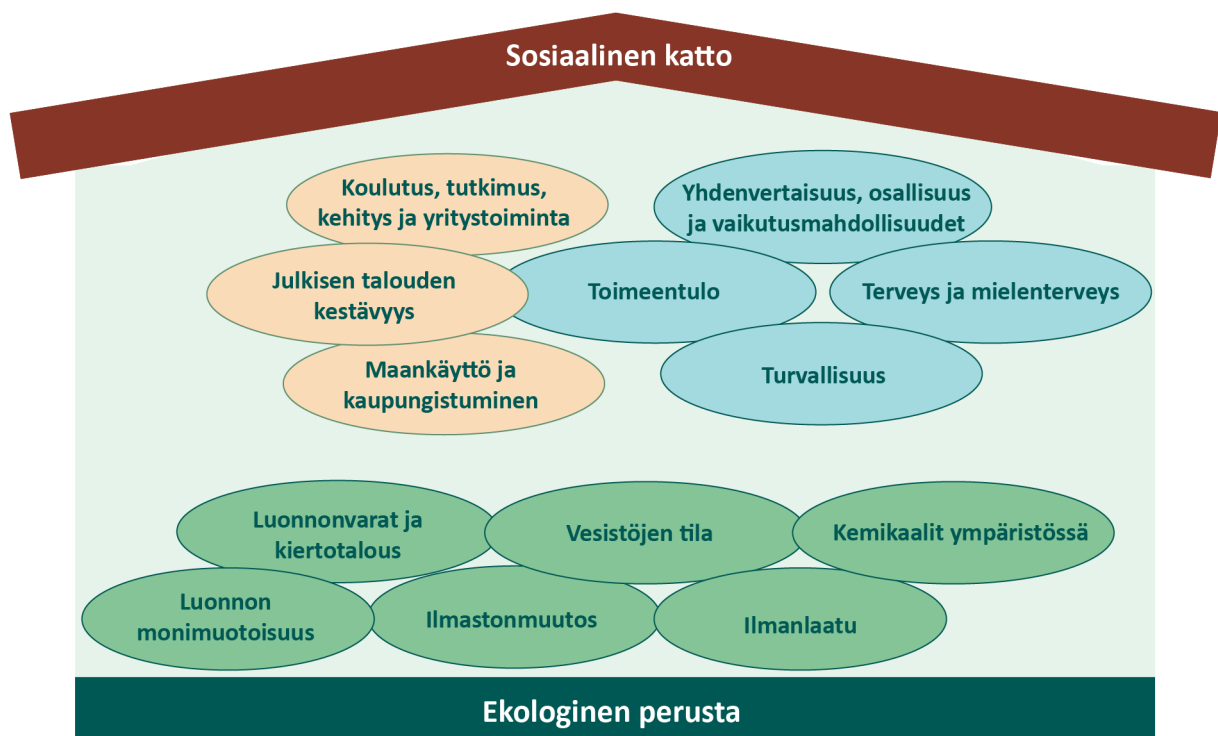 Sosiaalinen katto
Koulutus, tutkimus,
kehitys ja yritystoiminta
Yhdenvertaisuus, osallisuus
ja vaikutusmahdollisuudet
Julkisen talouden
kestävyys
Toimeentulo
Terveys ja mielenterveys
Maankäyttö ja
kaupungistuminen
Turvallisuus
Luonnonvarat ja
kiertotalous
Vesistöjen tila
Kemikaalit ympäristössä
Luonnon
monimuotoisuus
Ilmastonmuutos
Ilmanlaatu
Ekologinen perusta